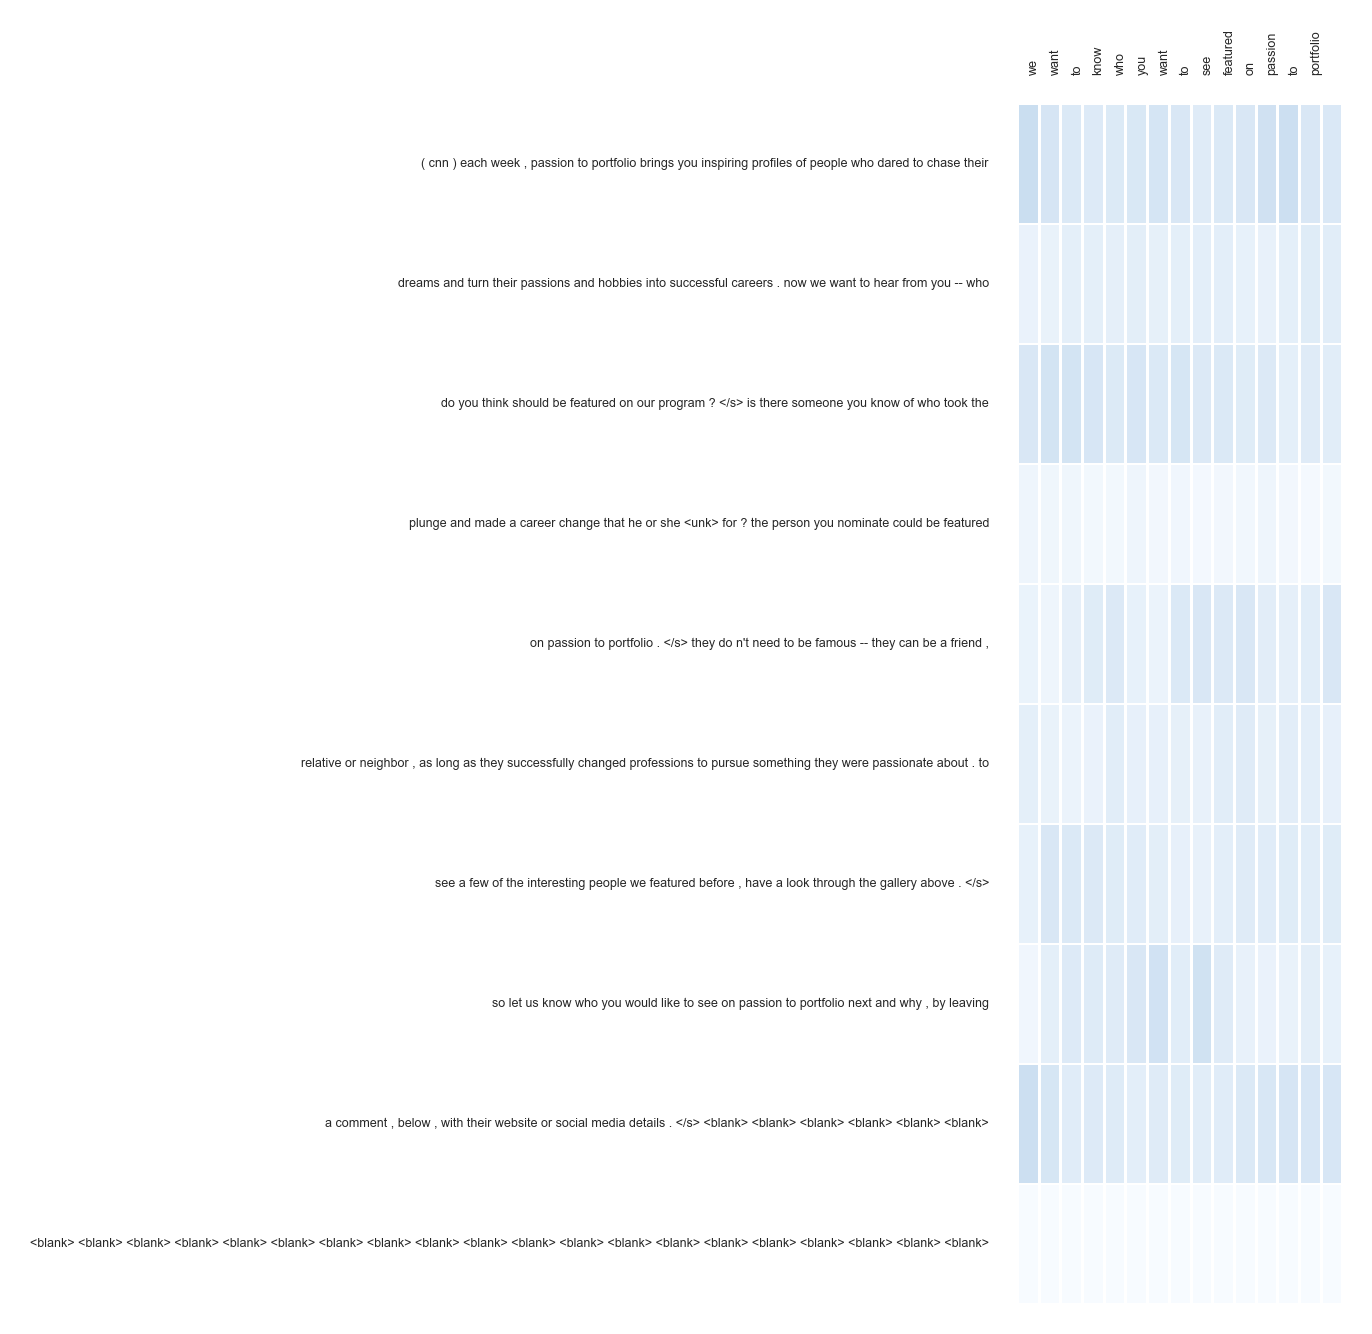 we
want
to
know
who
you
want
to
see
featured
on
passion
to
portfolio
( cnn ) each week , passion to portfolio brings you inspiring profiles of people who dared to chase their
dreams and turn their passions and hobbies into successful careers . now we want to hear from you -- who
do you think should be featured on our program ? </s> is there someone you know of who took the
plunge and made a career change that he or she <unk> for ? the person you nominate could be featured
on passion to portfolio . </s> they do n't need to be famous -- they can be a friend ,
relative or neighbor , as long as they successfully changed professions to pursue something they were passionate about . to
see a few of the interesting people we featured before , have a look through the gallery above . </s>
so let us know who you would like to see on passion to portfolio next and why , by leaving
a comment , below , with their website or social media details . </s> <blank> <blank> <blank> <blank> <blank> <blank>
<blank> <blank> <blank> <blank> <blank> <blank> <blank> <blank> <blank> <blank> <blank> <blank> <blank> <blank> <blank> <blank> <blank> <blank> <blank> <blank>